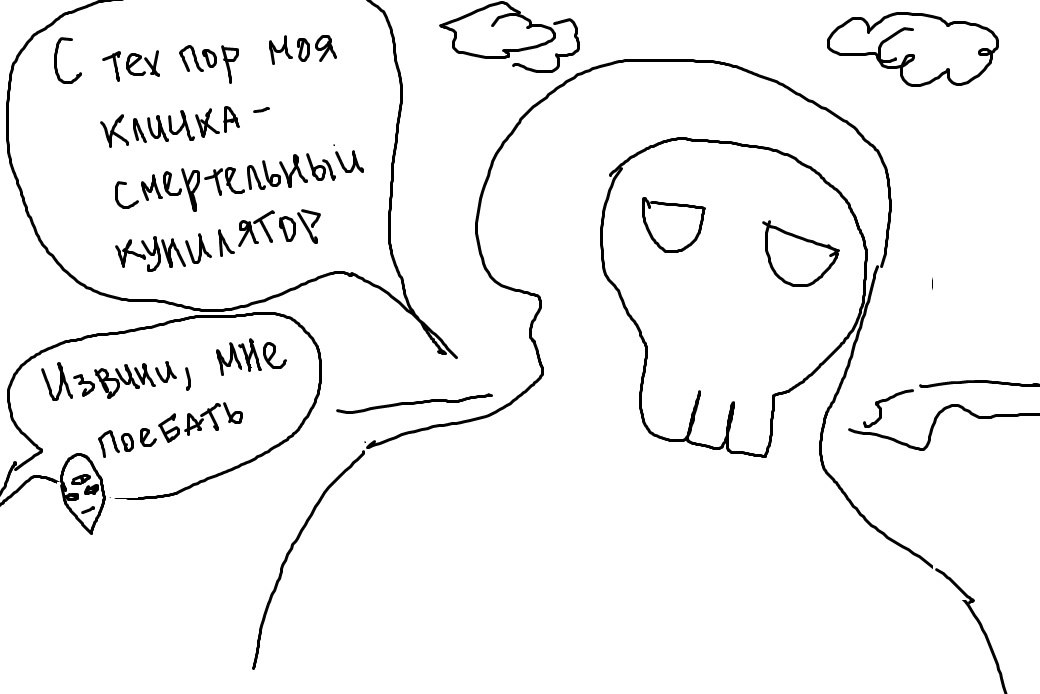 С тех пор моя
кличка -
смертельный
купилятор
Извини, мне
поебать